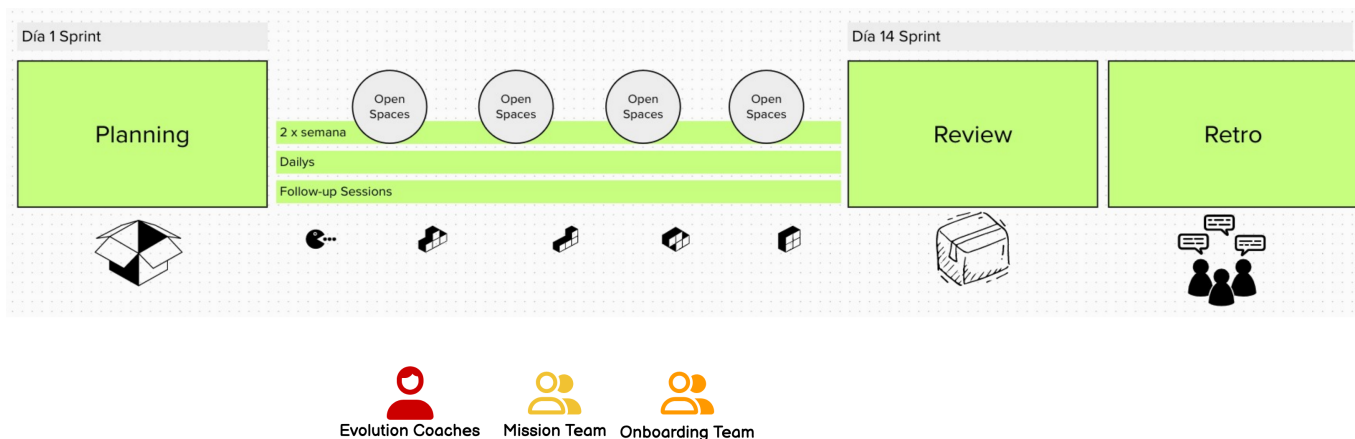 Día 1 Sprint
Día 14 Sprint
Planning
Open
Spaces
Open
Spaces
Open
Spaces
Open
Spaces
2 x semana
Dailys
Follow-up Sessions
Review
Retro
Evolution Coaches
Mission Team
Onboarding Team